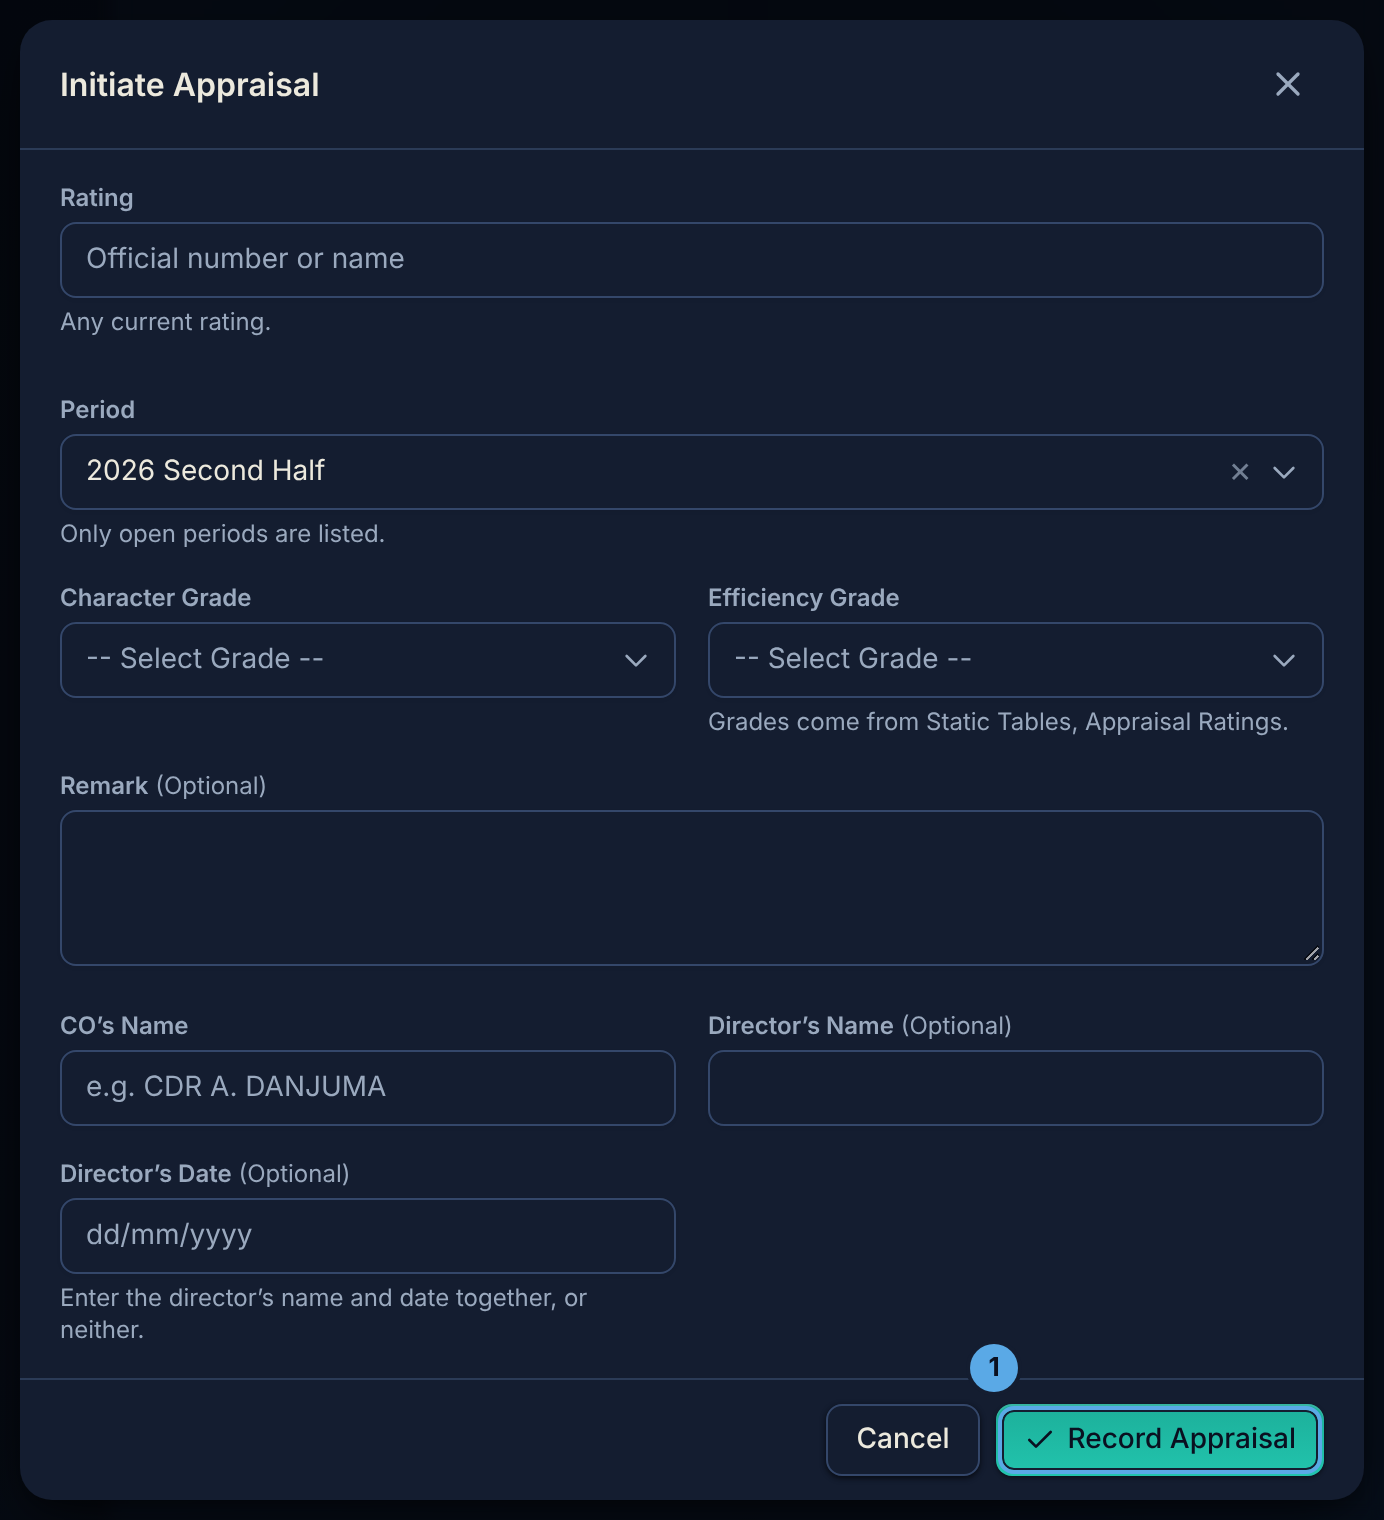 Initiate Appraisal
Rating
Official number or name
Any current rating.
Period
2026 Second Half
Only open periods are listed.
Character Grade
-- Select Grade --
Efficiency Grade
-- Select Grade --
Grades come from Static Tables, Appraisal Ratings.
Remark (Optional)
CO’s Name
e.g. CDR A. DANJUMA
Director’s Name (Optional)
Director’s Date (Optional)
dd/mm/yyyy
Enter the director’s name and date together, or
neither.
1
Cancel
Record Appraisal